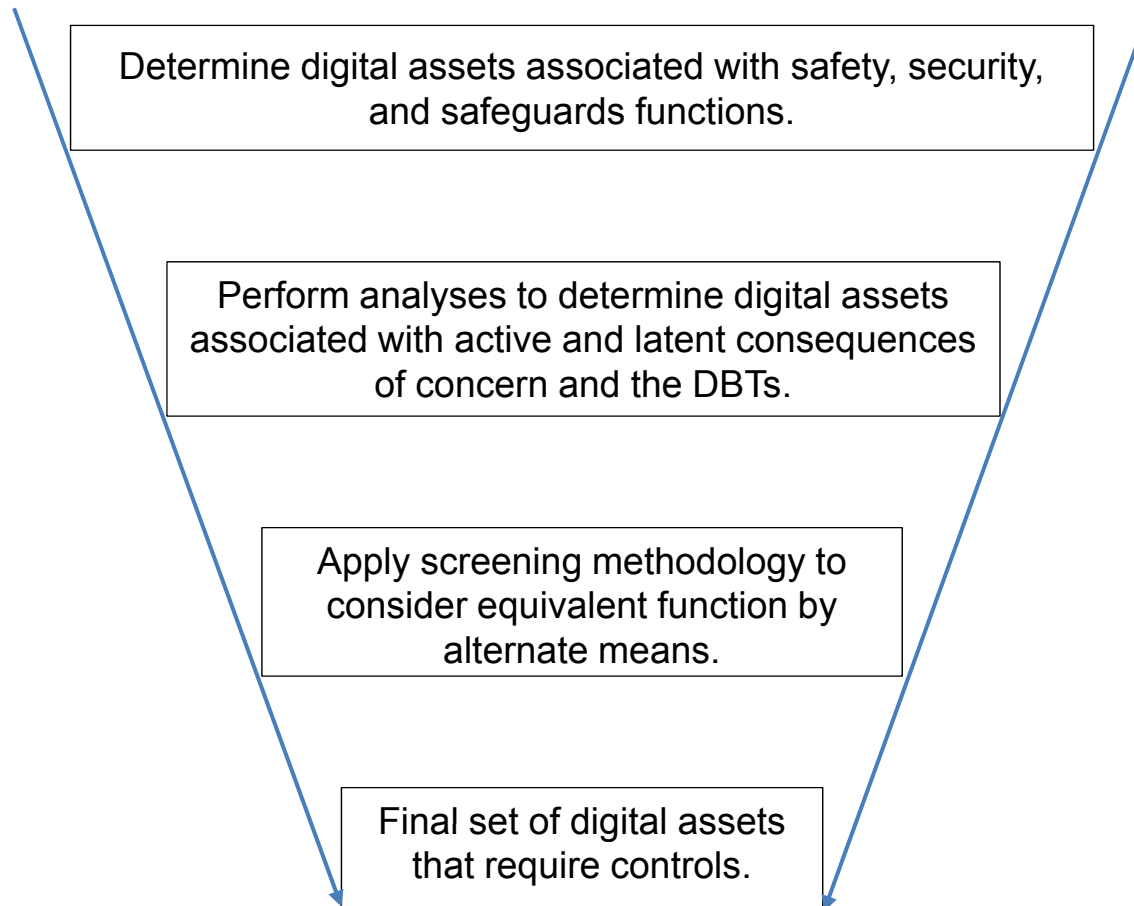 Determine digital assets associated with safety, security,
and safeguards functions.
Perform analyses to determine digital assets
associated with active and latent consequences
of concern and the DBTs.
Apply screening methodology to
consider equivalent function by
alternate means.
Final set of digital assets
that require controls.